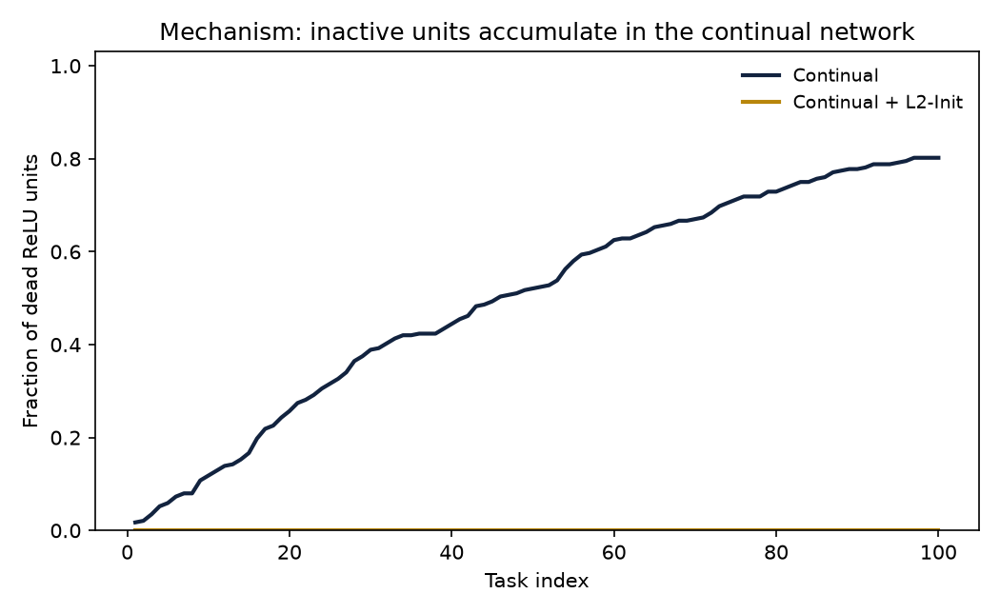 Mechanism: inactive units accumulate in the continual network
Continual
Continual + L2-Init
Fraction of dead ReLU units
1.0
0.8
0.6
0.4
0.2
0.0
0 20 40 60 80 100
Task index